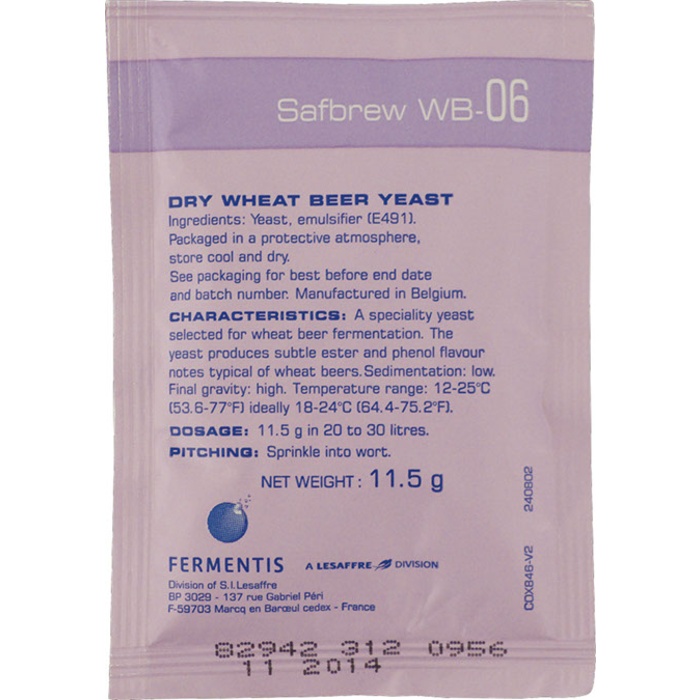 Safbrew WB-06
DRY WHEAT BEER YEAST
Ingredients: Yeast, emulsifier (E491).
Packaged in a protective atmosphere,
store cool and dry.
See packaging for best before end date
and batch number. Manufactured in Belgium.
CHARACTERISTICS: A speciality yeast
selected for wheat beer fermentation. The
yeast produces subtle ester and phenol flavour
notes typical of wheat beers. Sedimentation: low.
Final gravity: high. Temperature range: 12-25°C
(53.6-77°F) ideally 18-24°C (64.4-75.2°F).
DOSAGE: 11.5 g in 20 to 30 litres.
PITCHING: Sprinkle into wort.
NET WEIGHT : 11.5 g
FERMENTIS
A LESAFFRE DIVISION
Division of S.I.Lesaffre
BP 3029 - 137 rue Gabriel Péri
F-59703 Marcq en Barœul cedex - France
COX846-V2 240802
82942 312 0956
11 2014